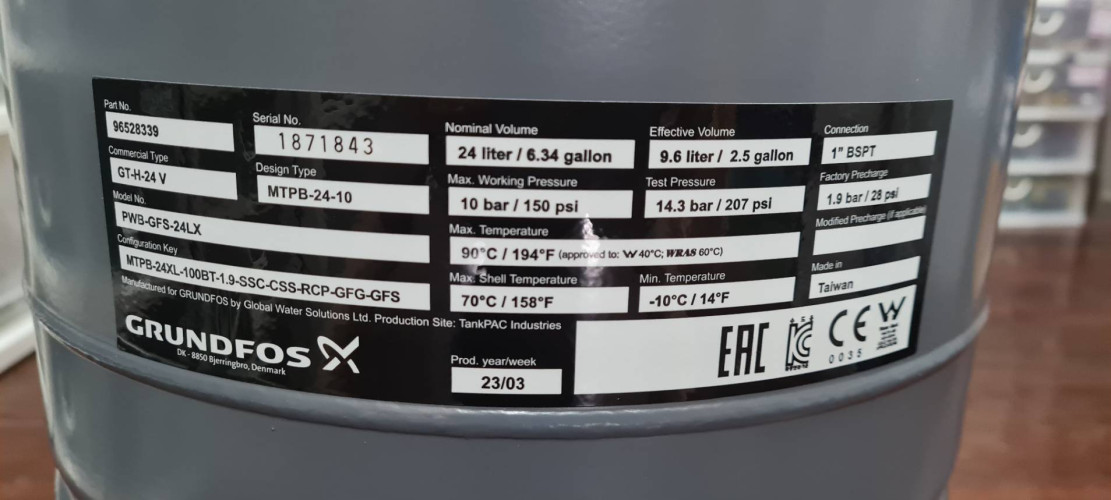 Part No.
96528339
Serial No.
1871843
Commercial Type
GT-H-24 V
Design Type
MTPB-24-10
Model No.
PWB-GFS-24LX
Configuration Key
MTPB-24XL-100BT-1.9-SSC-CSS-RCP-GFG-GFS
Nominal Volume
24 liter / 6.34 gallon
Effective Volume
9.6 liter / 2.5 gallon
Connection
1" BSPT
Max. Working Pressure
10 bar / 150 psi
Test Pressure
14.3 bar / 207 psi
Factory Precharge
1.9 bar / 28 psi
Modified Precharge (if applicable)
Max. Temperature
90°C / 194°F (approved to: W 40°C; WRAS 60°C)
Max. Shell Temperature
70°C / 158°F
Min. Temperature
-10°C / 14°F
Made in
Taiwan
Manufactured for GRUNDFOS by Global Water Solutions Ltd. Production Site: TankPAC Industries
GRUNDFOS
DK - 8850 Bjerringbro, Denmark
Prod. year/week
23/03
EAC
CE
0035